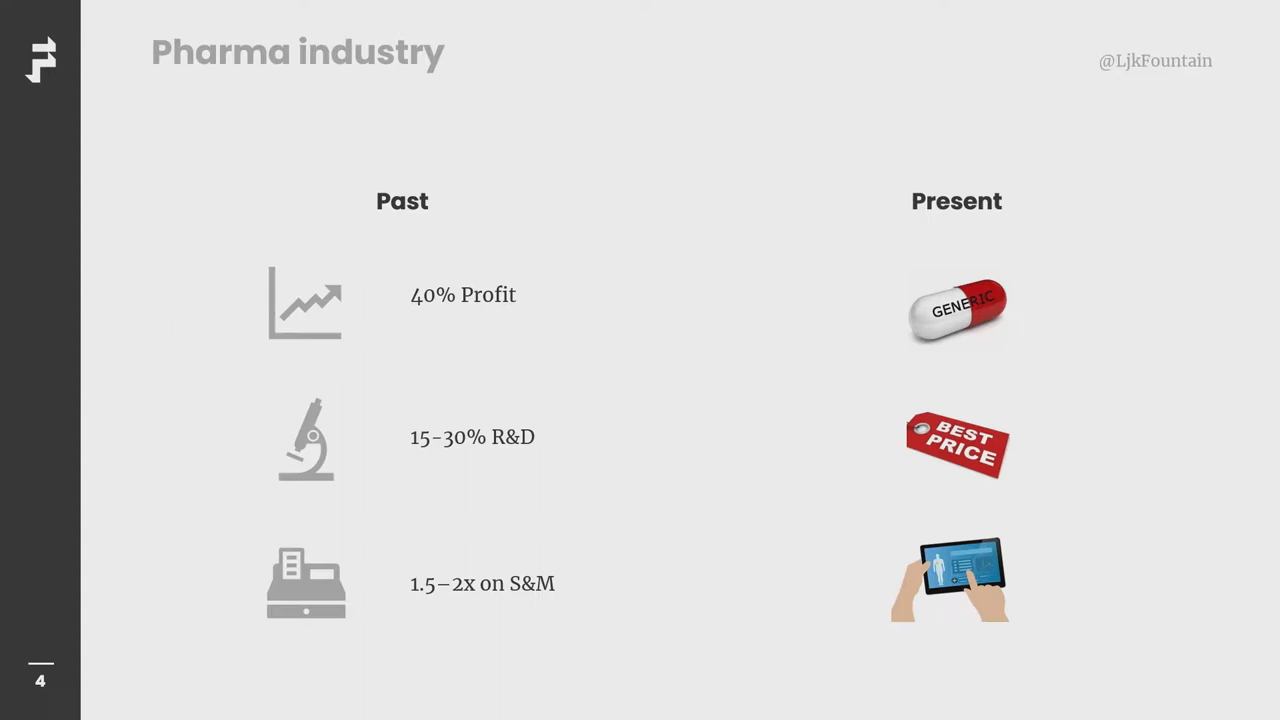 Pharma industry
@LjkFountain
Past
Present
40% Profit
GENERIC
15-30% R&D
BEST
PRICE
1.5–2x on S&M
4